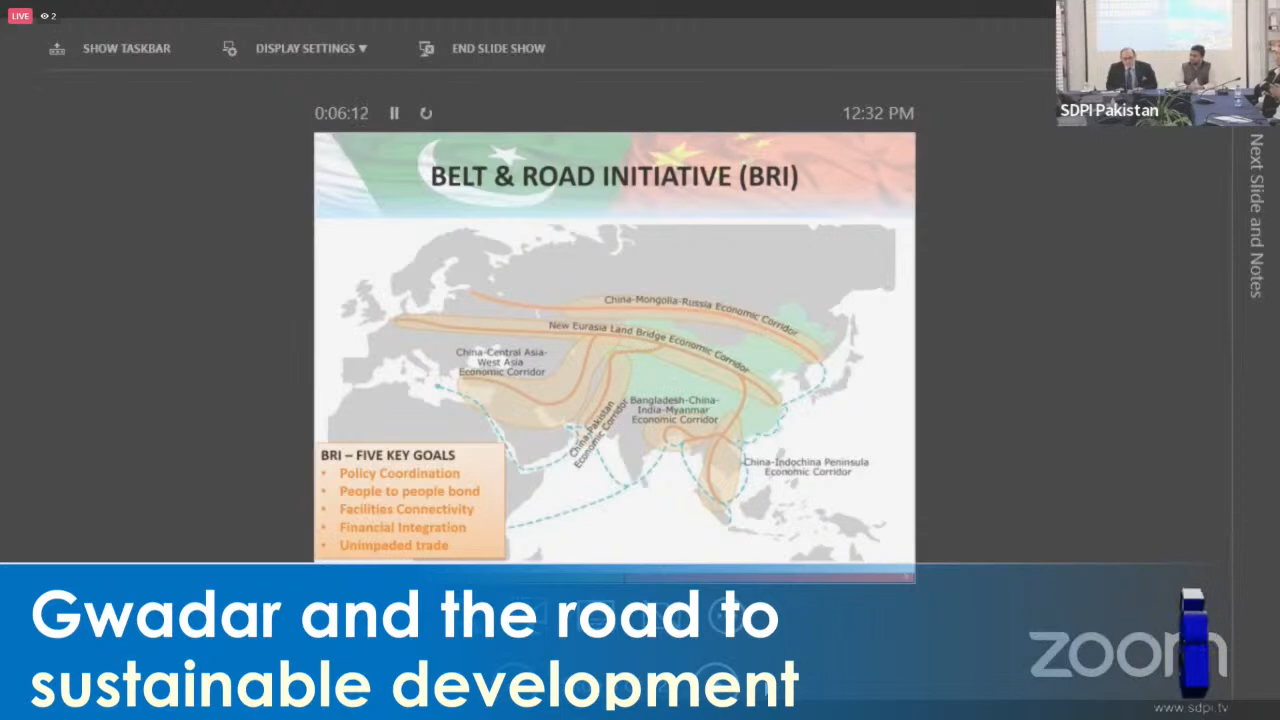 LIVE 2
SHOW TASKBAR DISPLAY SETTINGS ▼ END SLIDE SHOW
SDPI Pakistan
0:06:12 12:32 PM
Next Slide and Notes
BELT & ROAD INITIATIVE (BRI)
China-Mongolia-Russia Economic Corridor
New Eurasia Land Bridge Economic Corridor
China-Central Asia-
West Asia
Economic Corridor
China-Pakistan
Economic Corridor
Bangladesh-China-
India-Myanmar
Economic Corridor
China-Indochina Peninsula
Economic Corridor
BRI – FIVE KEY GOALS
• Policy Coordination
• People to people bond
• Facilities Connectivity
• Financial Integration
• Unimpeded trade
Gwadar and the road to
sustainable development
zoom
www.sdpi.tv